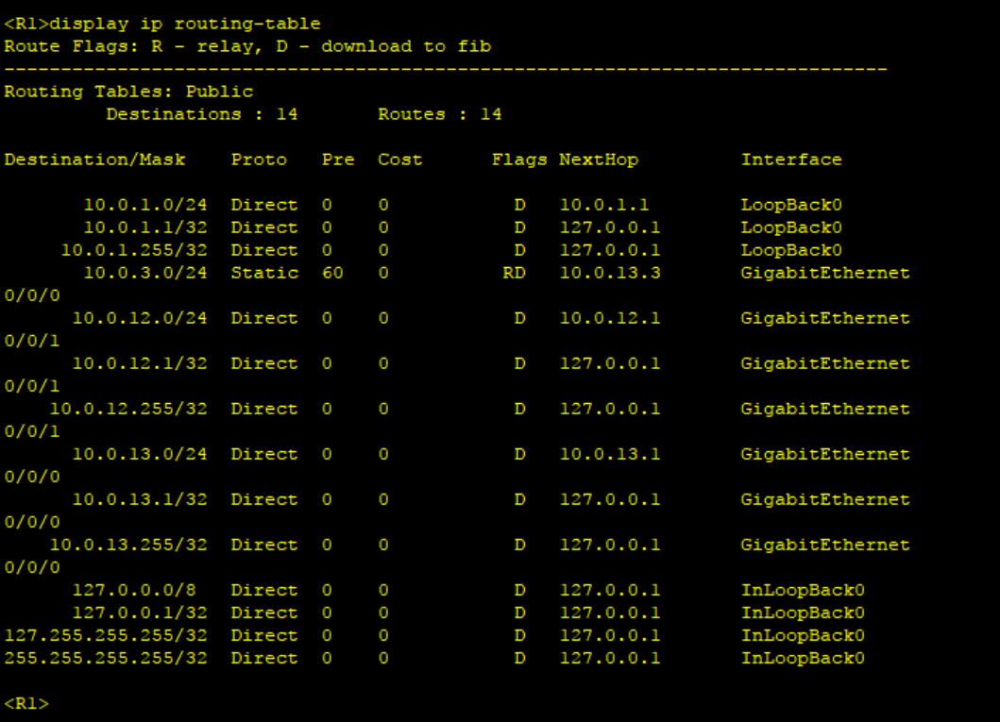 <R1>display ip routing-table
Route Flags: R - relay, D - download to fib
------------------------------------------------------------------------------
Routing Tables: Public
         Destinations : 14       Routes : 14

Destination/Mask    Proto   Pre  Cost      Flags NextHop         Interface

       10.0.1.0/24  Direct  0    0           D   10.0.1.1        LoopBack0
       10.0.1.1/32  Direct  0    0           D   127.0.0.1       LoopBack0
     10.0.1.255/32  Direct  0    0           D   127.0.0.1       LoopBack0
       10.0.3.0/24  Static  60   0          RD   10.0.13.3       GigabitEthernet
0/0/0
      10.0.12.0/24  Direct  0    0           D   10.0.12.1       GigabitEthernet
0/0/1
      10.0.12.1/32  Direct  0    0           D   127.0.0.1       GigabitEthernet
0/0/1
    10.0.12.255/32  Direct  0    0           D   127.0.0.1       GigabitEthernet
0/0/1
      10.0.13.0/24  Direct  0    0           D   10.0.13.1       GigabitEthernet
0/0/0
      10.0.13.1/32  Direct  0    0           D   127.0.0.1       GigabitEthernet
0/0/0
    10.0.13.255/32  Direct  0    0           D   127.0.0.1       GigabitEthernet
0/0/0
      127.0.0.0/8   Direct  0    0           D   127.0.0.1       InLoopBack0
      127.0.0.1/32  Direct  0    0           D   127.0.0.1       InLoopBack0
127.255.255.255/32  Direct  0    0           D   127.0.0.1       InLoopBack0
255.255.255.255/32  Direct  0    0           D   127.0.0.1       InLoopBack0

<R1>